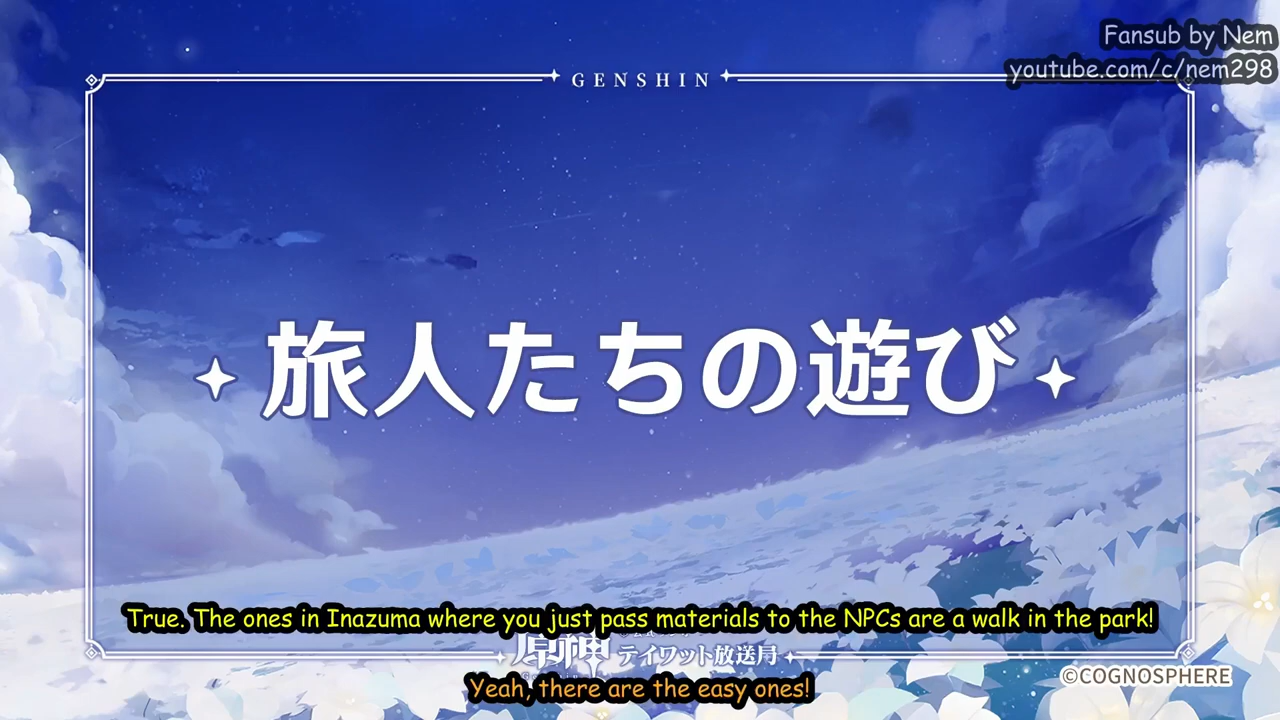 Fansub by Nem
youtube.com/c/nem298
GENSHIN
旅人たちの遊び
True. The ones in Inazuma where you just pass materials to the NPCs are a walk in the park!
原神 テイワット放送局
©COGNOSPHERE
Yeah, there are the easy ones!